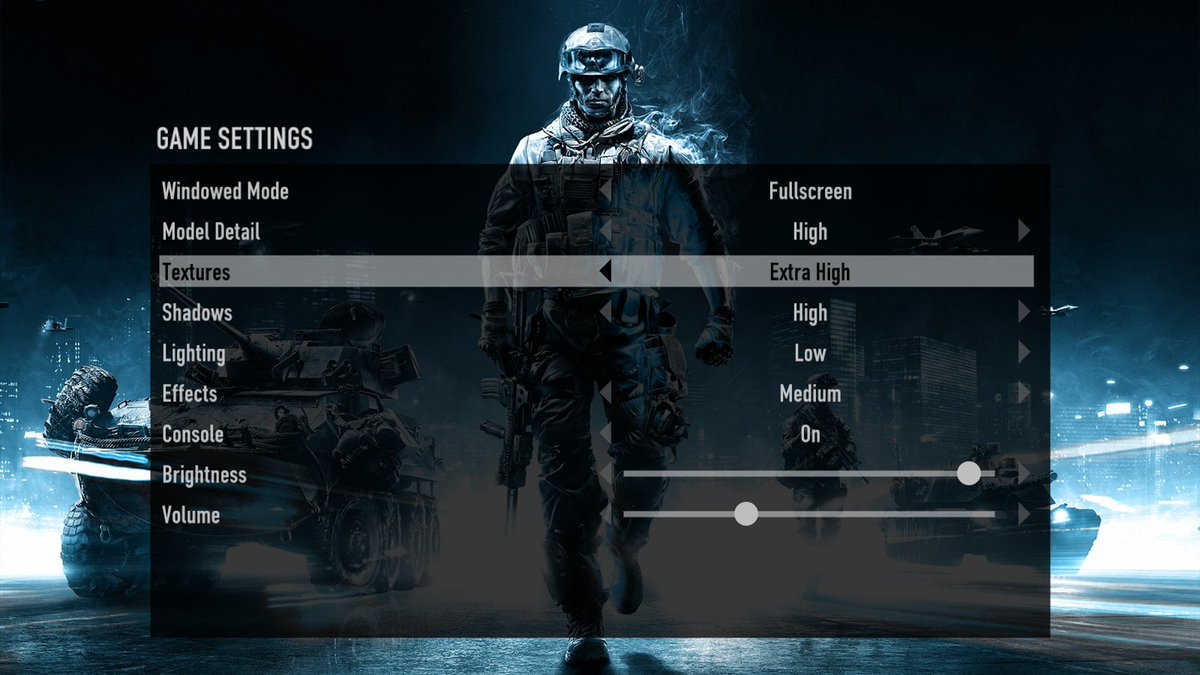 GAME SETTINGS
Windowed Mode Fullscreen
Model Detail High
Textures Extra High
Shadows High
Lighting Low
Effects Medium
Console On
Brightness
Volume